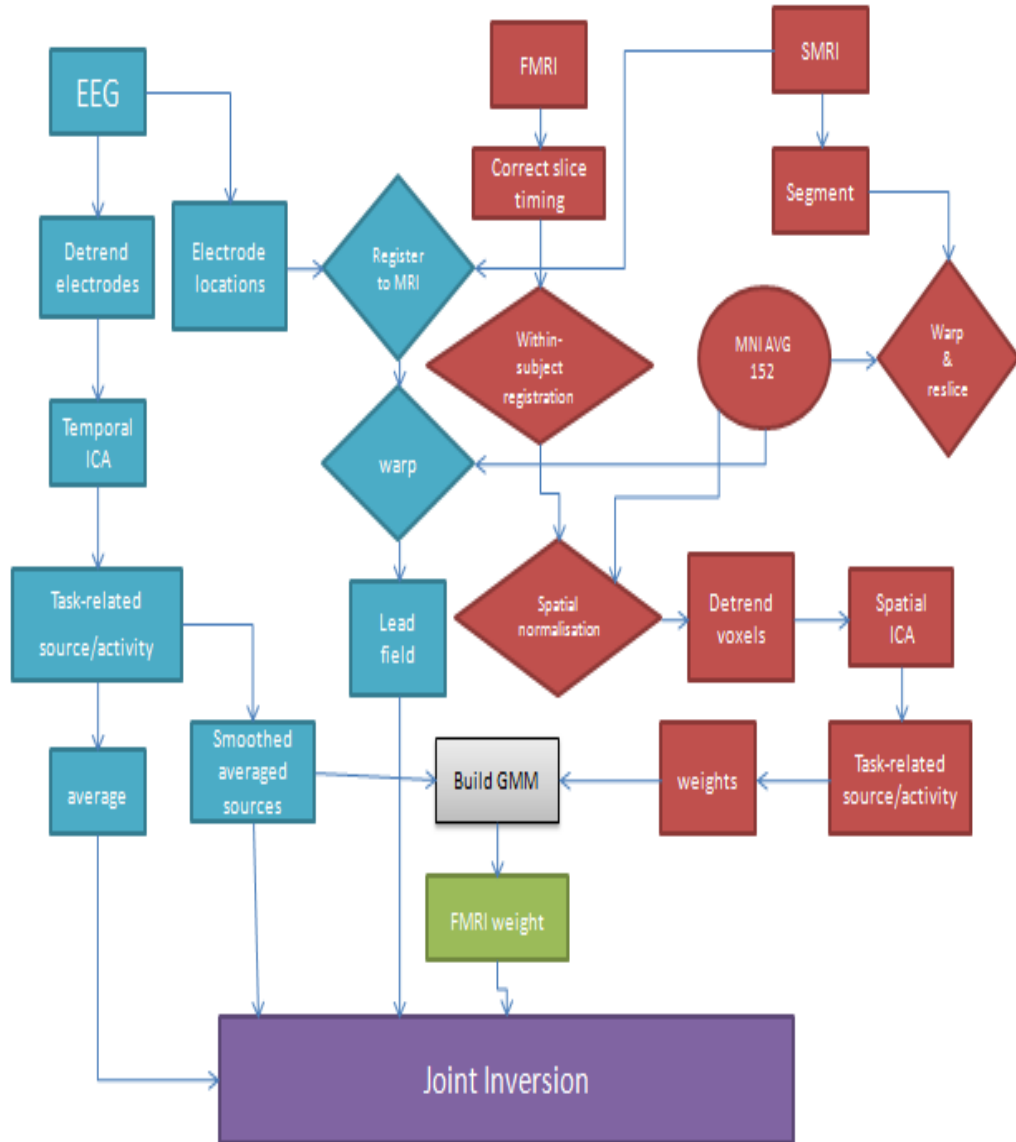 EEG
FMRI
SMRI
Correct slice
timing
Segment
Detrend
electrodes
Electrode
locations
Register
to MRI
Within-
subject
registration
MNI AVG
152
Warp
&
reslice
Temporal
ICA
warp
Task-related
source/activity
Lead
field
Spatial
normalisation
Detrend
voxels
Spatial
ICA
average
Smoothed
averaged
sources
Build GMM
weights
Task-related
source/activity
FMRI weight
Joint Inversion